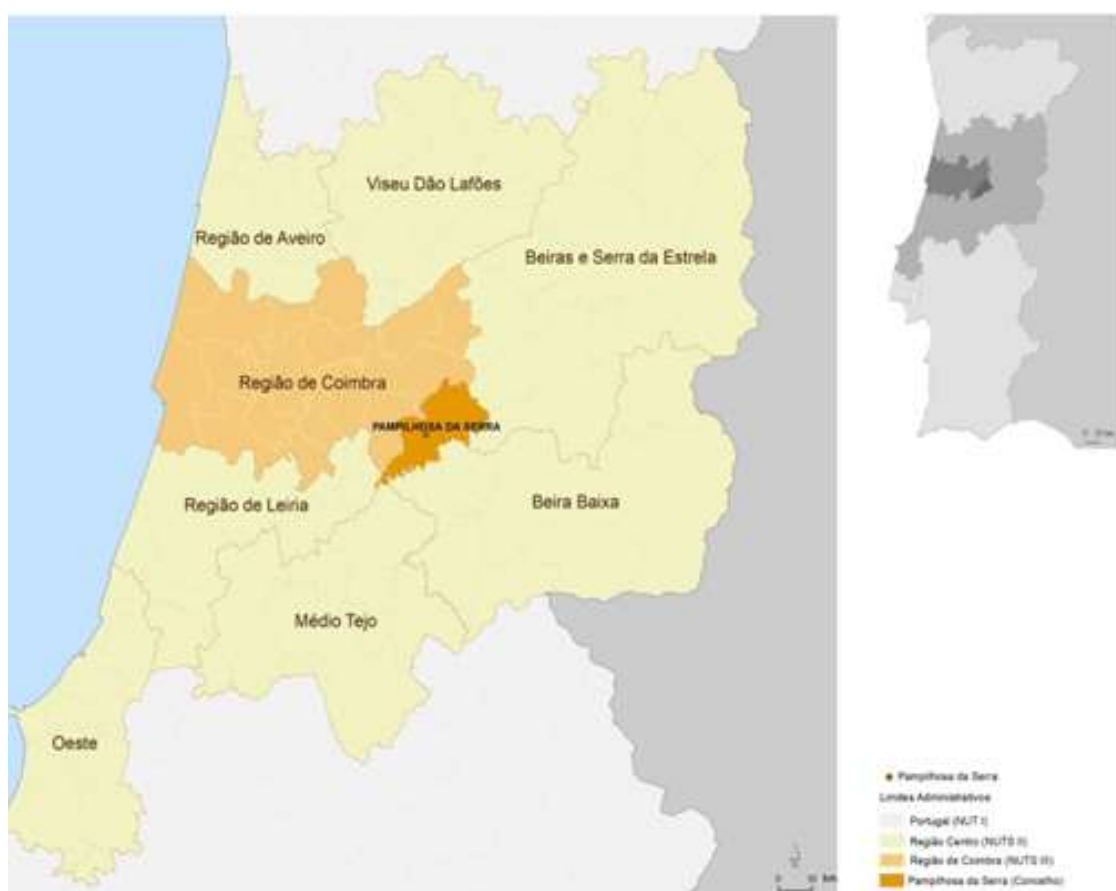 Viseu Dão Lafões
Região de Aveiro
Beiras e Serra da Estrela
Região de Coimbra
PAMPILHOSA DA SERRA
Região de Leiria
Beira Baixa
Médio Tejo
Oeste
Pampilhosa da Serra
Limites Administrativos
Portugal (NUT I)
Região Centro (NUTS II)
Região de Coimbra (NUTS III)
Pampilhosa da Serra (Concelho)